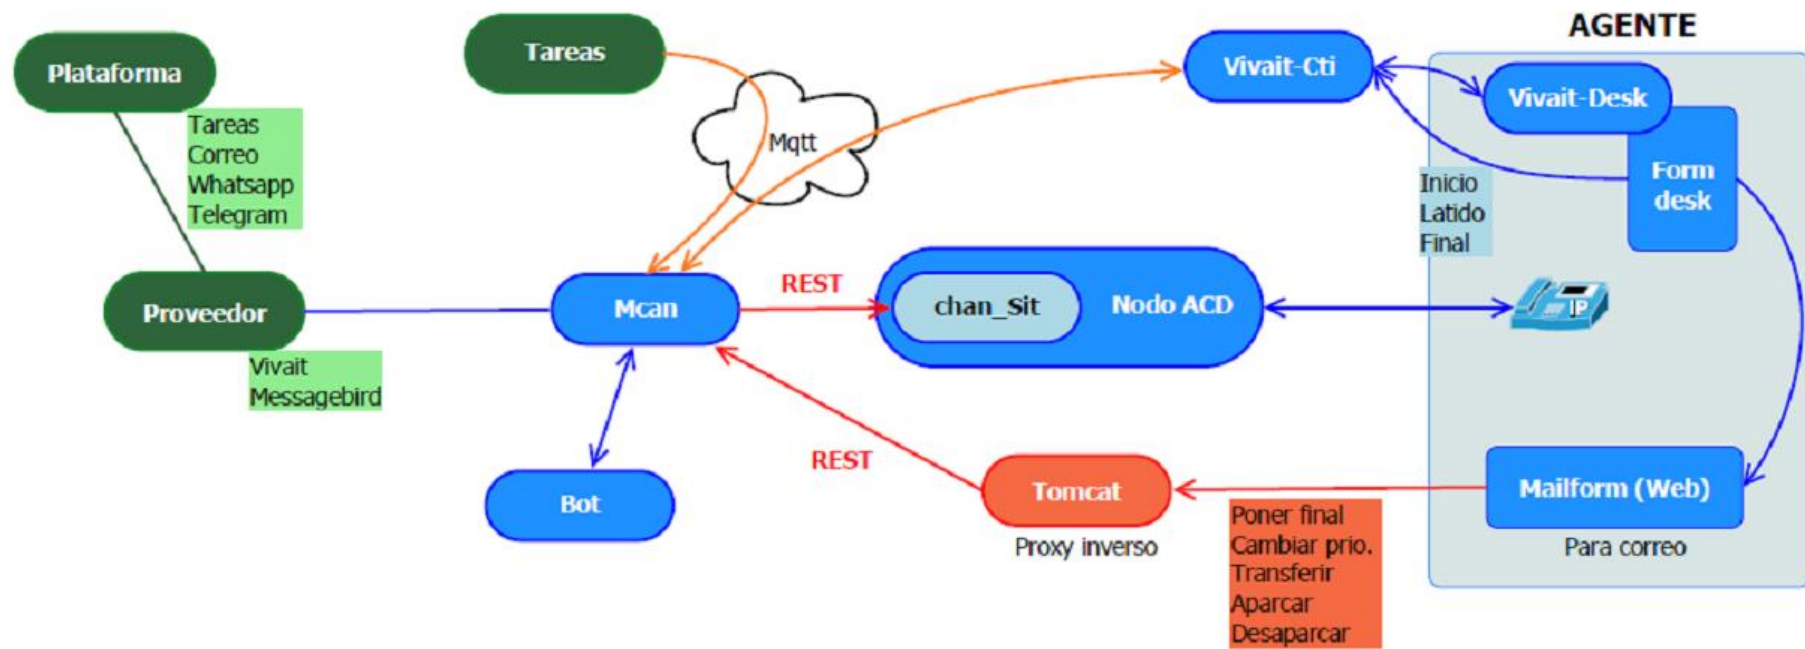 AGENTE
Plataforma
Tareas
Vivait-Cti
Vivait-Desk
Tareas
Correo
Whatsapp
Telegram
Mqtt
Form
desk
Inicio
Latido
Final
Proveedor
Mcan
REST
chan_Sit
Nodo ACD
IP
Vivait
Messagebird
REST
Bot
Tomcat
Mailform (Web)
Proxy inverso
Poner final
Cambiar prio.
Transferir
Aparcar
Desaparcar
Para correo